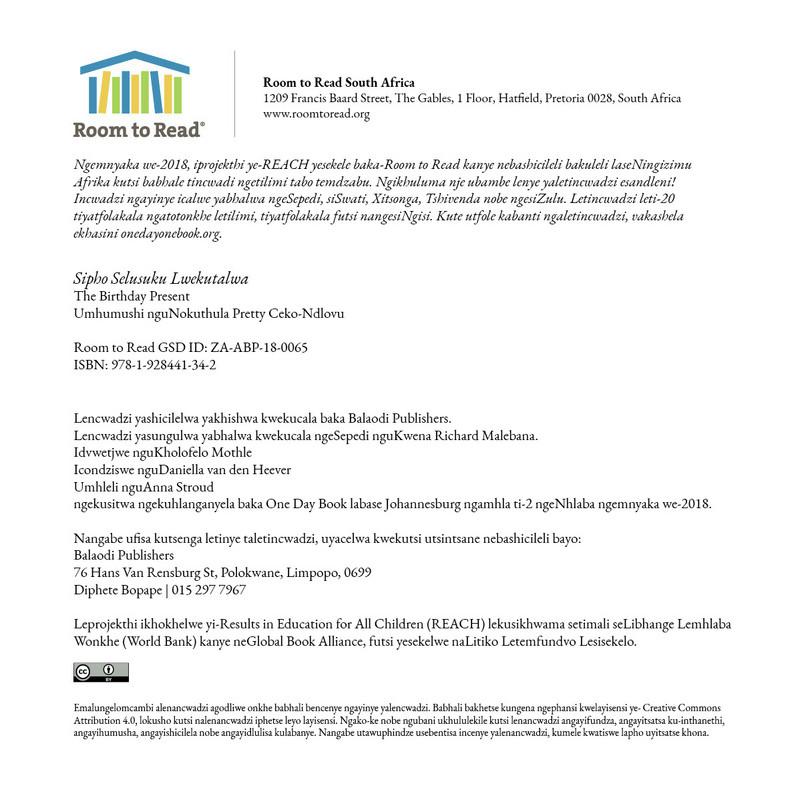 Room to Read®
Room to Read South Africa
1209 Francis Baard Street, The Gables, 1 Floor, Hatfield, Pretoria 0028, South Africa
www.roomtoread.org
Ngemnyaka we-2018, iprojekthi ye-REACH yesekele baka-Room to Read kanye nebashicileli bakuleli laseNingizimu
Afrika kutsi babhale tincwadi ngetilimi tabo temdzabu. Ngikhuluma nje ubambe lenye yaletincwadzi esandleni!
Incwadzi ngayinye icalwe yabhalwa ngeSepedi, siSwati, Xitsonga, Tshivenda nobe ngesiZulu. Letincwadzi leti-20
tiyatfolakala ngatotonkhe letilimi, tiyatfolakala futsi nangesiNgisi. Kute utfole kabanti ngaletincwadzi, vakashela
ekhasini onedayonebook.org.
Sipho Selusuku Lwekutalwa
The Birthday Present
Umhumushi nguNokuthula Pretty Ceko-Ndlovu
Room to Read GSD ID: ZA-ABP-18-0065
ISBN: 978-1-928441-34-2
Lencwadzi yashicilelwa yakhishwa kwekucala baka Balaodi Publishers.
Lencwadzi yasungulwa yabhalwa kwekucala ngeSepedi nguKwena Richard Malebana.
Idvwetjwe nguKholofelo Mothle
Icondziswe nguDaniella van den Heever
Umhleli nguAnna Stroud
ngekusitwa ngekuhlanganyela baka One Day Book labase Johannesburg ngamhla ti-2 ngeNhlaba ngemnyaka we-2018.
Nangabe ufisa kutsenga letinye taletincwadzi, uyacelwa kwekutsi utsintsane nebashicileli bayo:
Balaodi Publishers
76 Hans Van Rensburg St, Polokwane, Limpopo, 0699
Diphete Bopape | 015 297 7967
Leprojekthi ikhokhelwe yi-Results in Education for All Children (REACH) lekusikhwama setimali seLibhange Lemhlaba
Wonkhe (World Bank) kanye neGlobal Book Alliance, futsi yesekelwe naLitiko Letemfundvo Lesisekelo.
cc BY
Emalungelomcambi alenancwadzi agodliwe onkhe babhali bencenye ngayinye yalencwadzi. Babhali bakhetse kungena ngephansi kwelayisensi ye- Creative Commons
Attribution 4.0, lokusho kutsi nalenancwadzi iphetse leyo layisensi. Ngako-ke nobe ngubani ukhululekile kutsi lenancwadzi angayifundza, angayitsatsa ku-inthanethi,
angayihumusha, angayishicilela nobe angayidlulisa kulabanye. Nangabe utawuphindze usebentisa incenye yalenancwadzi, kumele kwatiswe lapho uyitsatse khona.